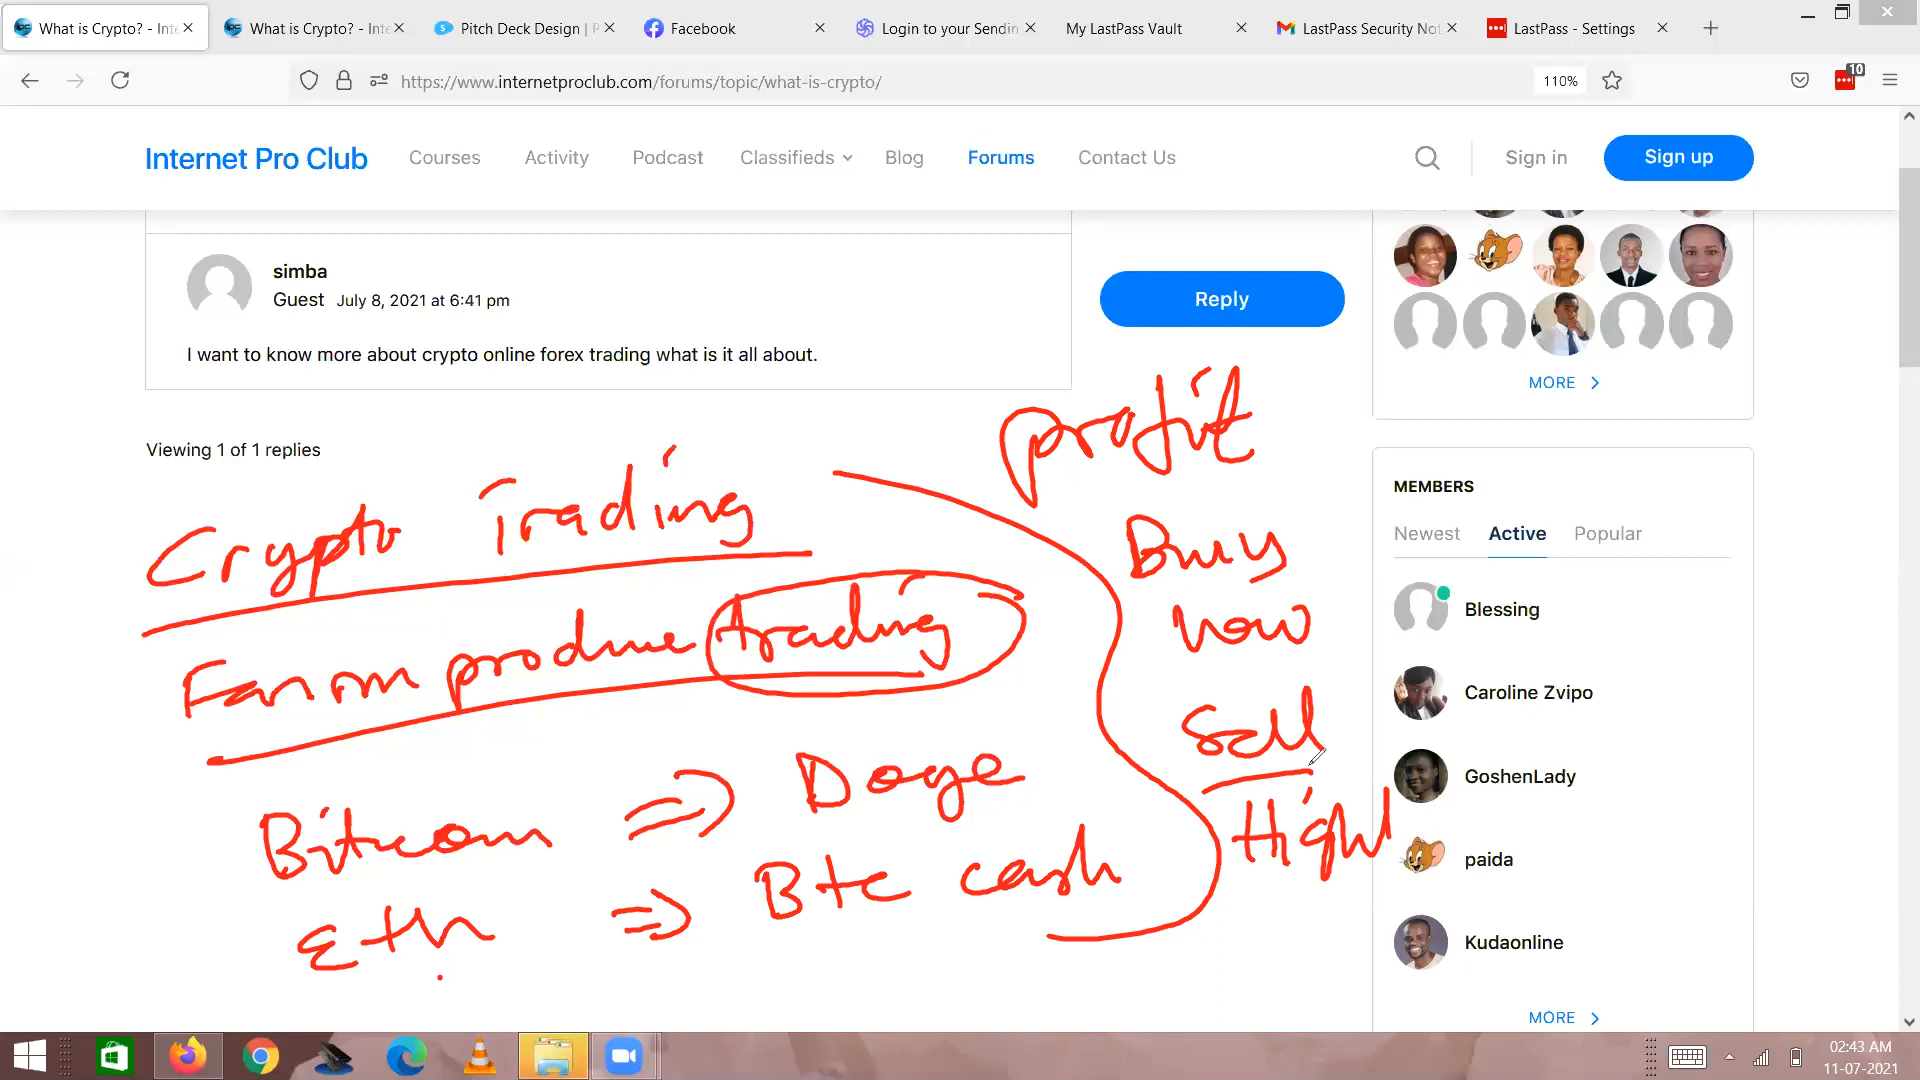 What is Crypto? - Inte
What is Crypto? - Inte
Pitch Deck Design | P
Facebook
Login to your Sendin
My LastPass Vault
LastPass Security Not
LastPass - Settings
https://www.internetproclub.com/forums/topic/what-is-crypto/
110%
10
Internet Pro Club
Courses
Activity
Podcast
Classifieds
Blog
Forums
Contact Us
Sign in
Sign up
simba
Guest July 8, 2021 at 6:41 pm
I want to know more about crypto online forex trading what is it all about.
Reply
MORE
Viewing 1 of 1 replies
Crypto Trading
Farm produce trading
Bitcoin => Doge
Eth => Btc cash
profit
Buy
now
Sell
High
MEMBERS
Newest Active Popular
Blessing
Caroline Zvipo
GoshenLady
paida
Kudaonline
MORE
02:43 AM
11-07-2021